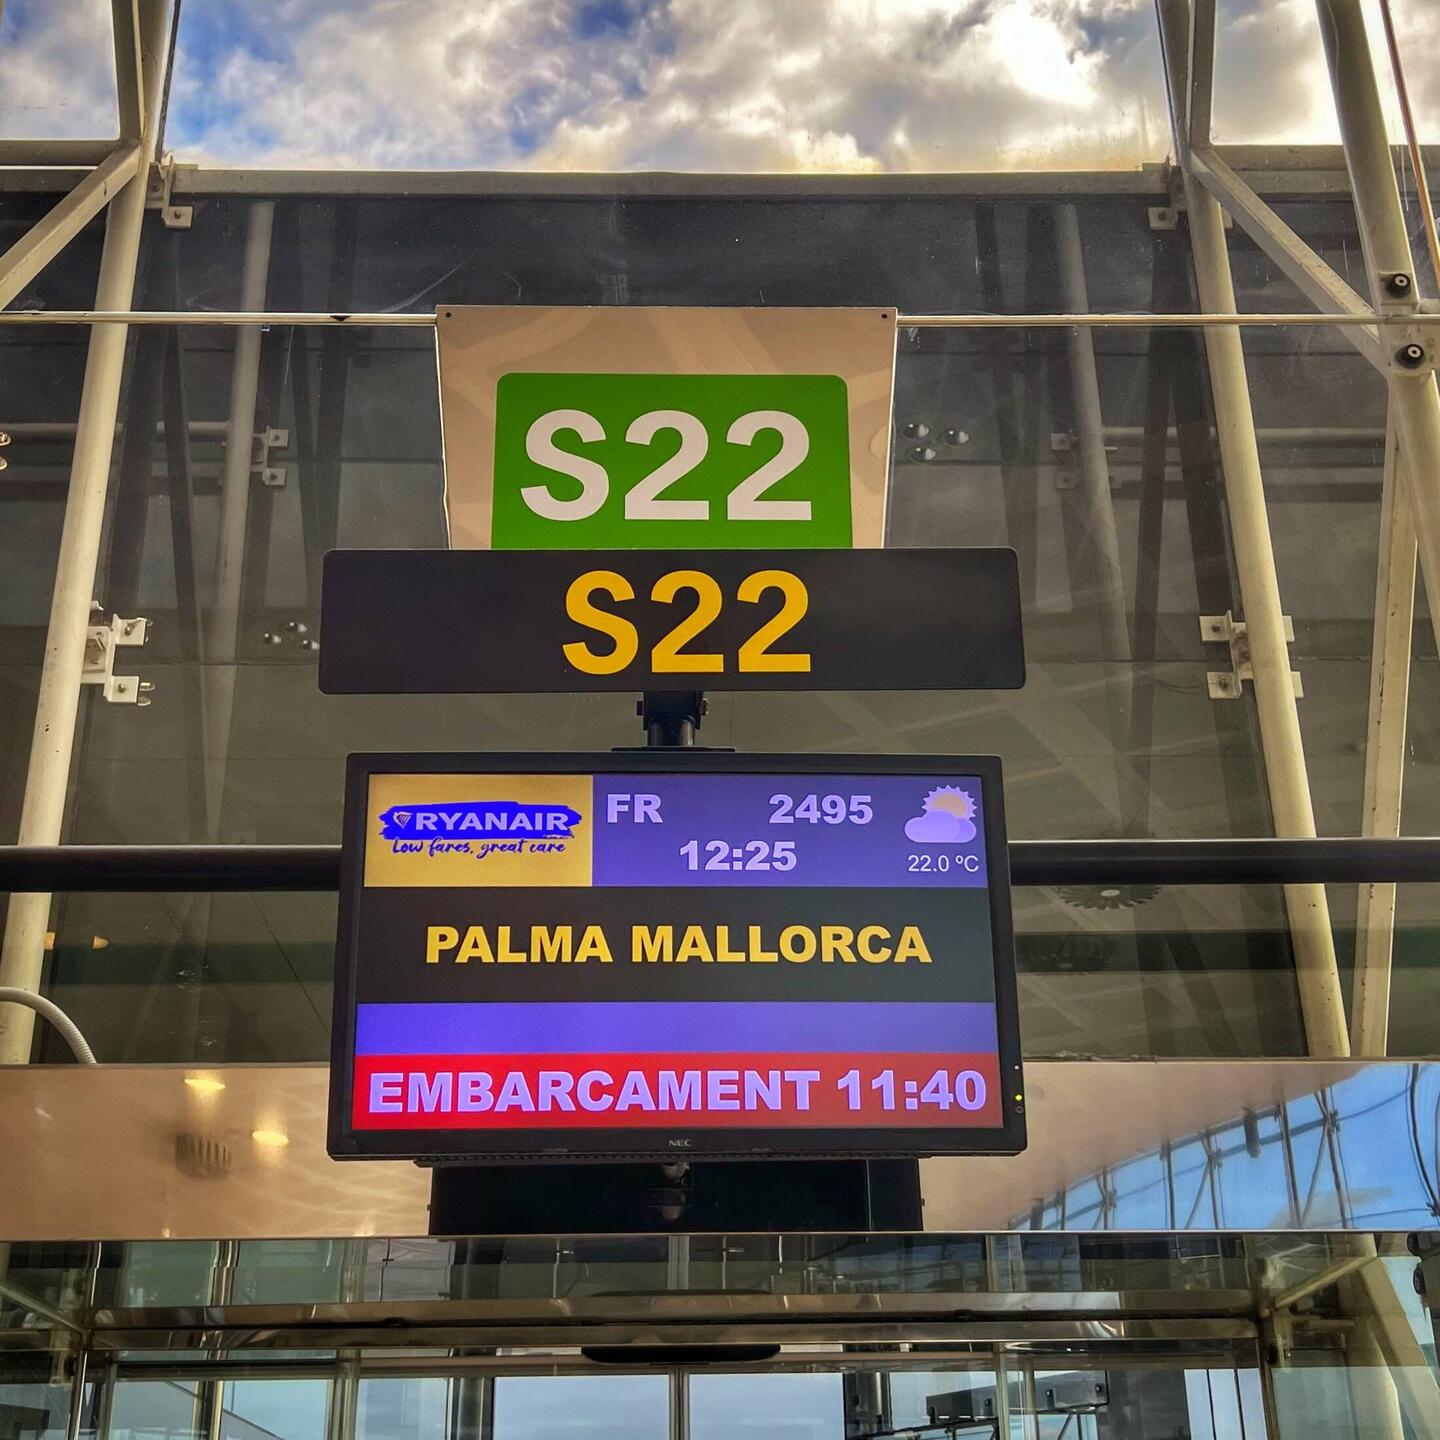 S22
S22
RYANAIR
Low fares, great care
FR 2495
12:25
22.0 ºC
PALMA MALLORCA
EMBARCAMENT 11:40
NEC